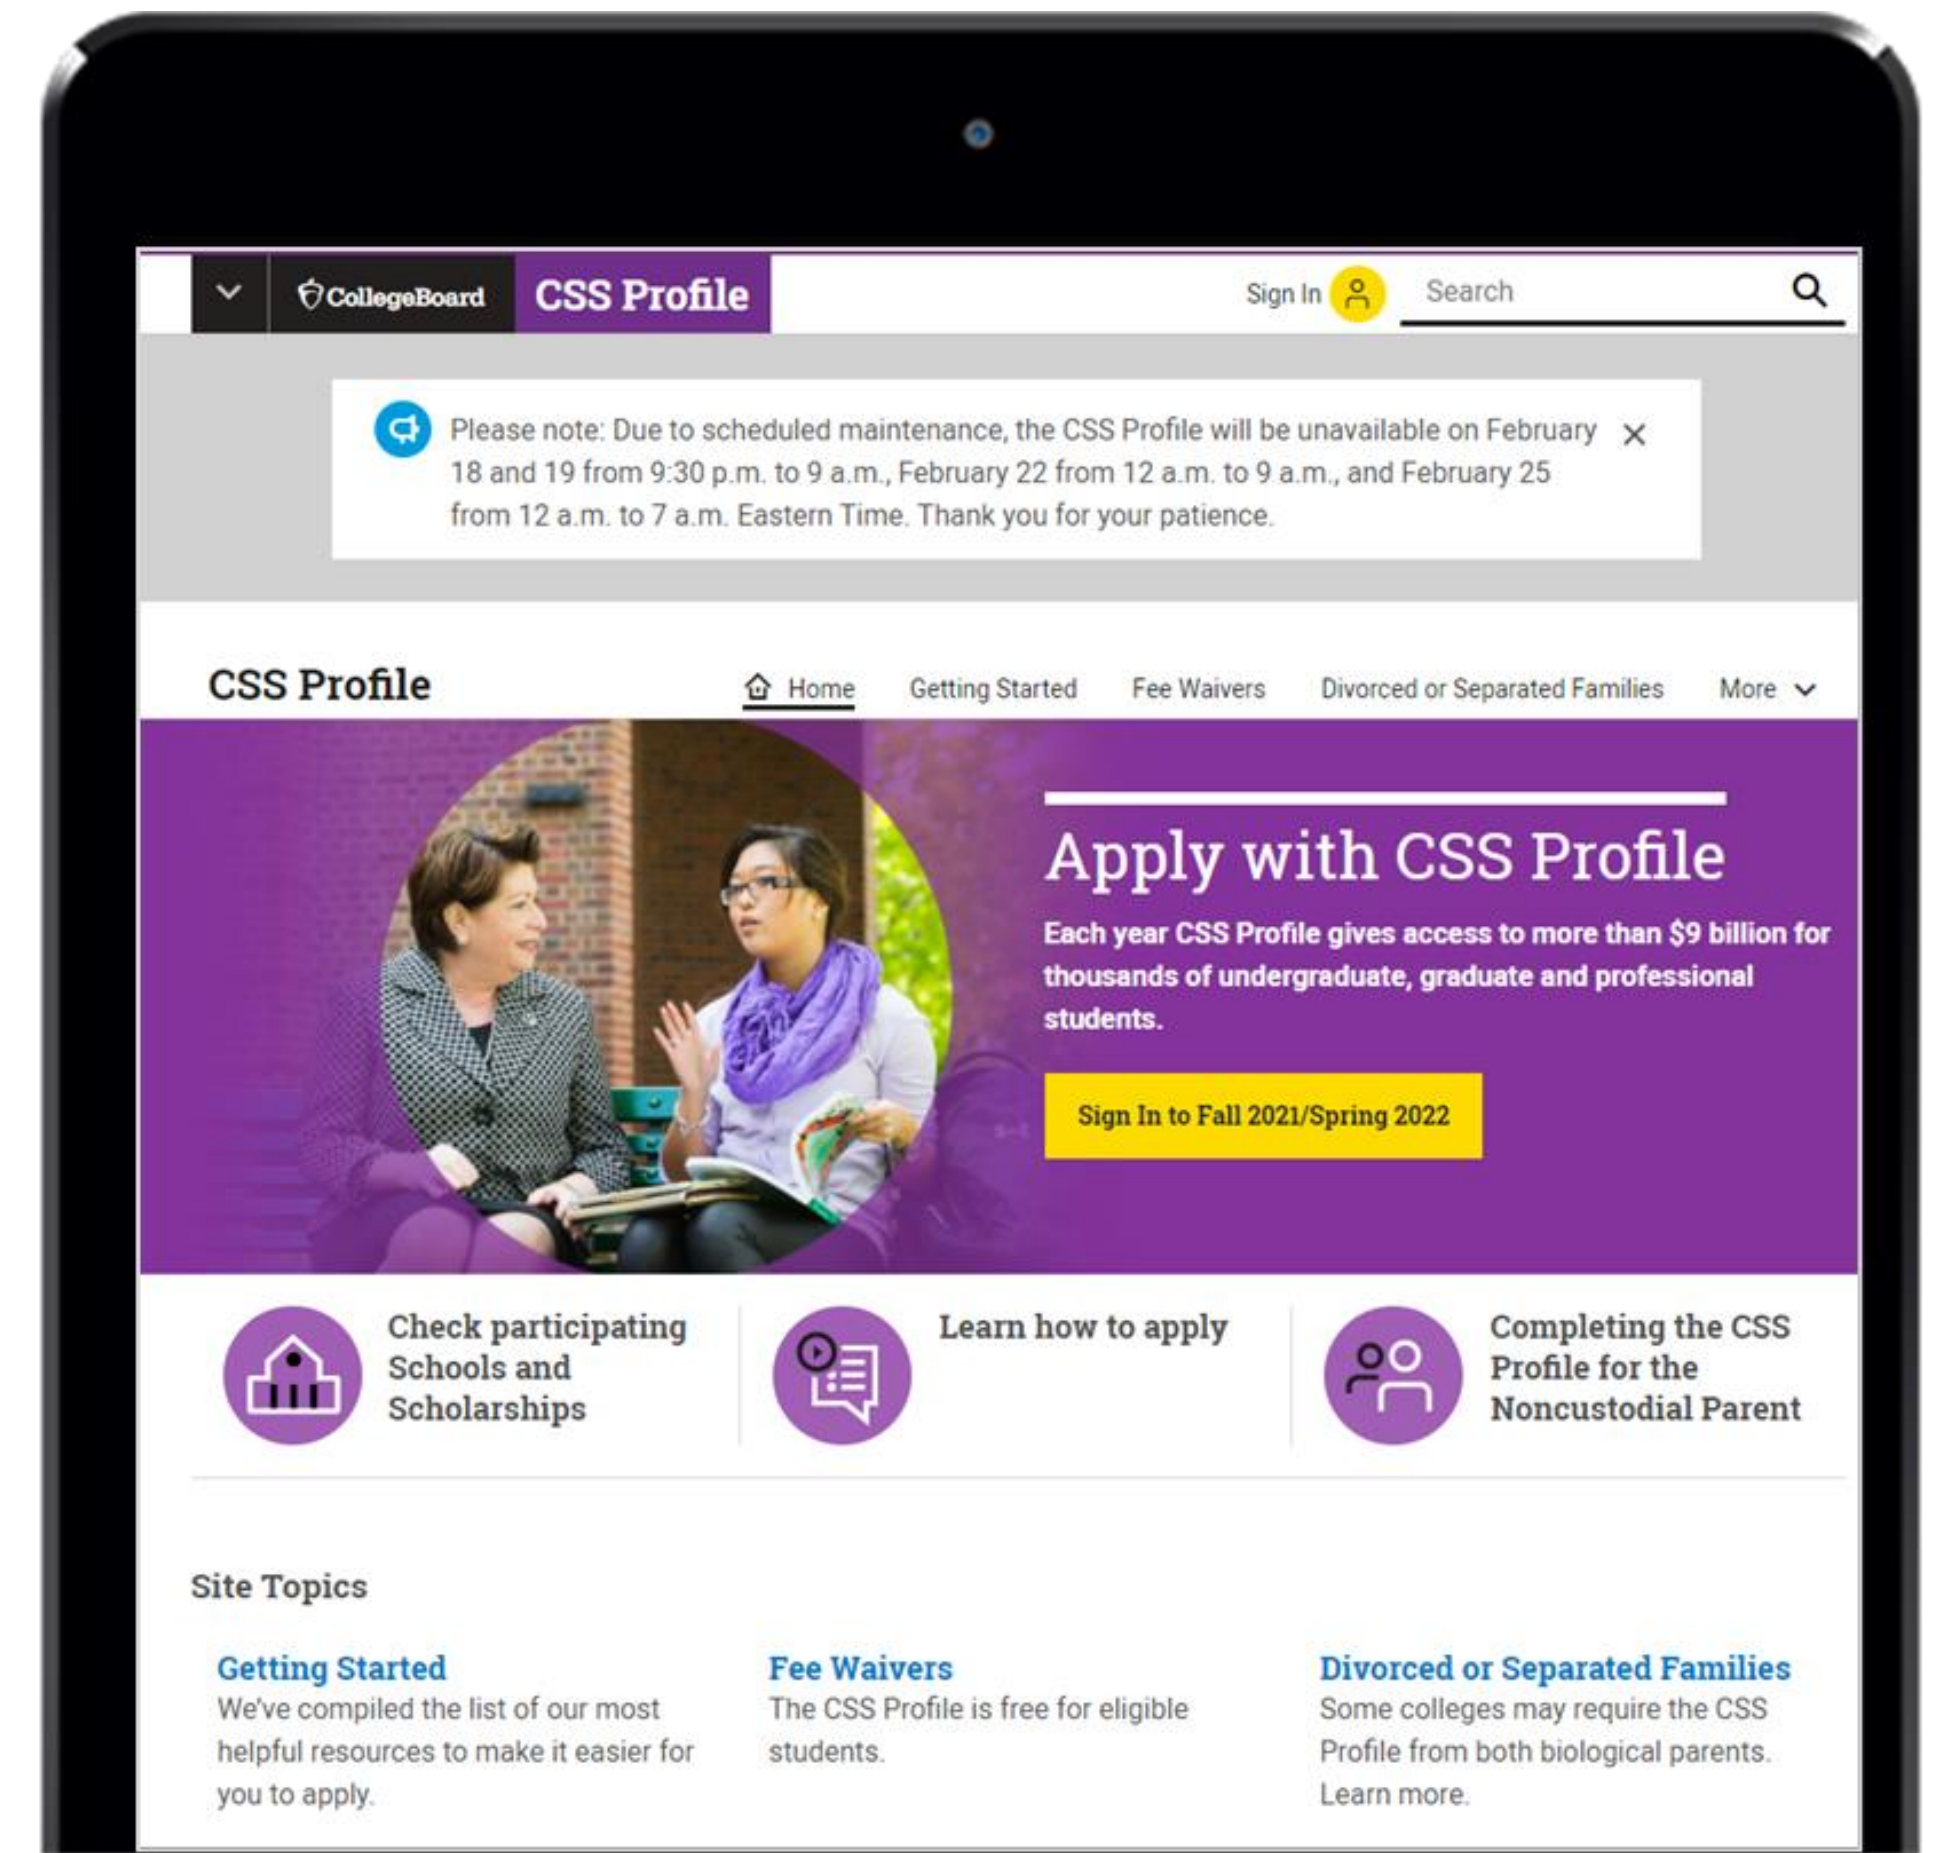 CollegeBoard
CSS Profile
Sign In
Search
Please note: Due to scheduled maintenance, the CSS Profile will be unavailable on February
18 and 19 from 9:30 p.m. to 9 a.m., February 22 from 12 a.m. to 9 a.m., and February 25
from 12 a.m. to 7 a.m. Eastern Time. Thank you for your patience.
CSS Profile
Home
Getting Started
Fee Waivers
Divorced or Separated Families
More
Apply with CSS Profile
Each year CSS Profile gives access to more than $9 billion for
thousands of undergraduate, graduate and professional
students.
Sign In to Fall 2021/Spring 2022
Check participating
Schools and
Scholarships
Learn how to apply
Completing the CSS
Profile for the
Noncustodial Parent
Site Topics
Getting Started
We've compiled the list of our most
helpful resources to make it easier for
you to apply.
Fee Waivers
The CSS Profile is free for eligible
students.
Divorced or Separated Families
Some colleges may require the CSS
Profile from both biological parents.
Learn more.